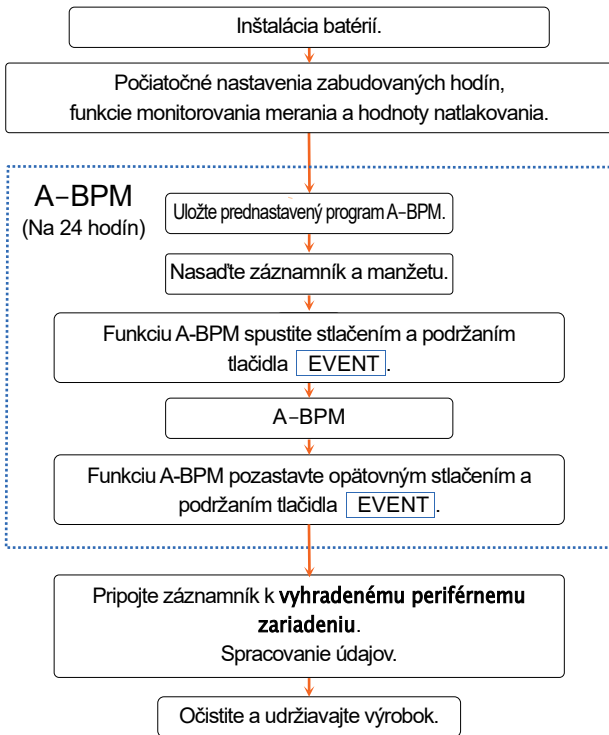 Inštalácia batérií.
Počiatočné nastavenia zabudovaných hodín,
funkcie monitorovania merania a hodnoty natlakovania.
A–BPM
(Na 24 hodín)
Uložte prednastavený program A–BPM.
Nasaďte záznamník a manžetu.
Funkciu A-BPM spustite stlačením a podržaním
tlačidla EVENT.
A–BPM
Funkciu A-BPM pozastavte opätovným stlačením a
podržaním tlačidla EVENT.
Pripojte záznamník k vyhradenému periférnemu
zariadeniu.
Spracovanie údajov.
Očistite a udržiavajte výrobok.